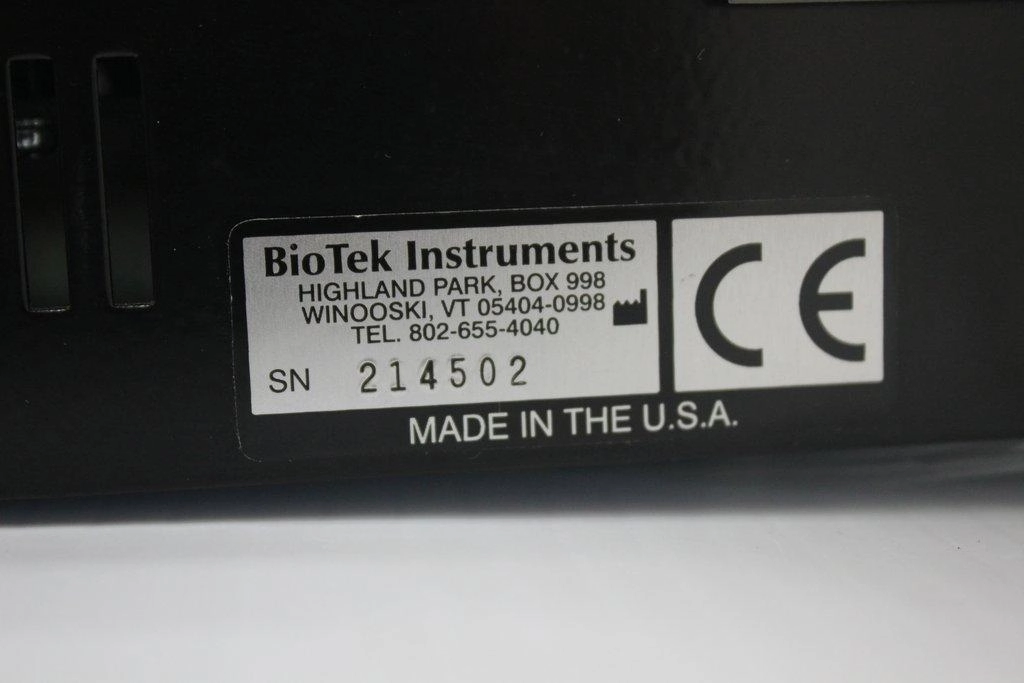 BioTek Instruments
HIGHLAND PARK, BOX 998
WINOOSKI, VT 05404-0998
TEL. 802-655-4040
SN 214502
CE
MADE IN THE U.S.A.